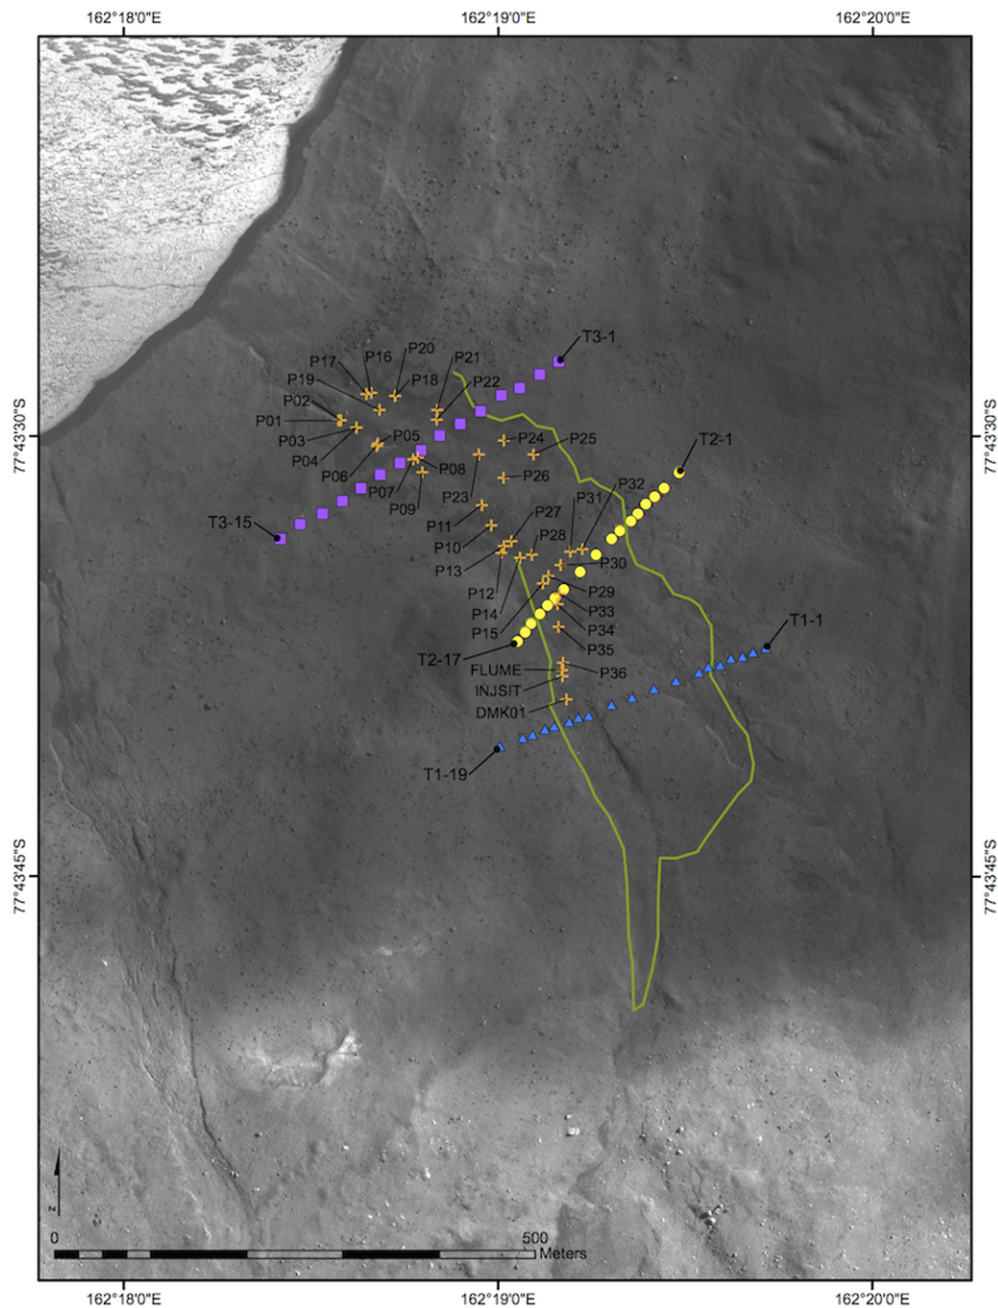 162°18'0"E 162°19'0"E 162°20'0"E
T3-1
P20
P16
P17
P21
P19
P18
P22
P02
77°43'30"S
77°43'30"S
P01
P05
P03
P24
P25
T2-1
P04
P08
P06
P26
P32
P07
P23
P31
P09
T3-15
P11
P27
P28
P10
P30
P13
P12
P29
P14
P33
T1-1
P15
P34
P35
T2-17
FLUME
P36
INJSIT
DMK01
T1-19
77°43'45"S
77°43'45"S
z
0 500
Meters
162°18'0"E 162°19'0"E 162°20'0"E